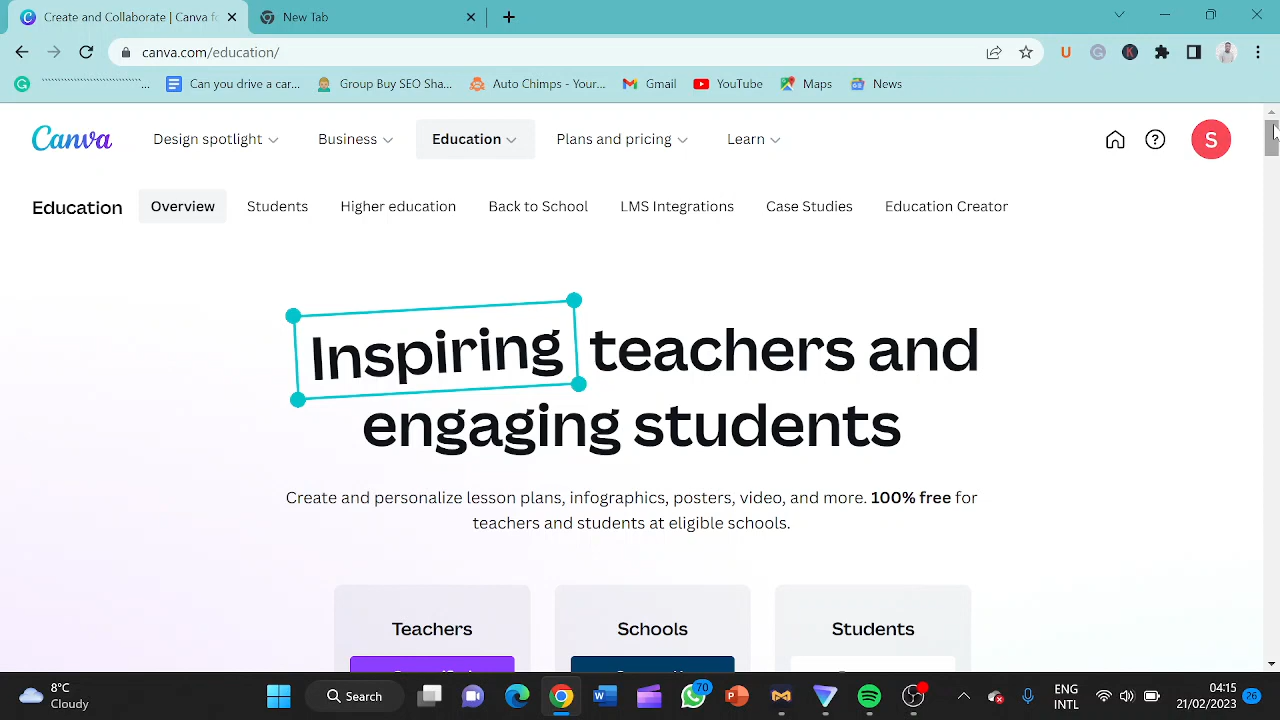 Create and Collaborate | Canva fo
New Tab
canva.com/education/
Can you drive a car...
Group Buy SEO Sha...
Auto Chimps - Your...
Gmail
YouTube
Maps
News
Canva
Design spotlight
Business
Education
Plans and pricing
Learn
S
Education
Overview
Students
Higher education
Back to School
LMS Integrations
Case Studies
Education Creator
Inspiring teachers and
engaging students
Create and personalize lesson plans, infographics, posters, video, and more. 100% free for
teachers and students at eligible schools.
Teachers
Schools
Students
8°C
Cloudy
Search
70
ENG
INTL
04:15
21/02/2023
26